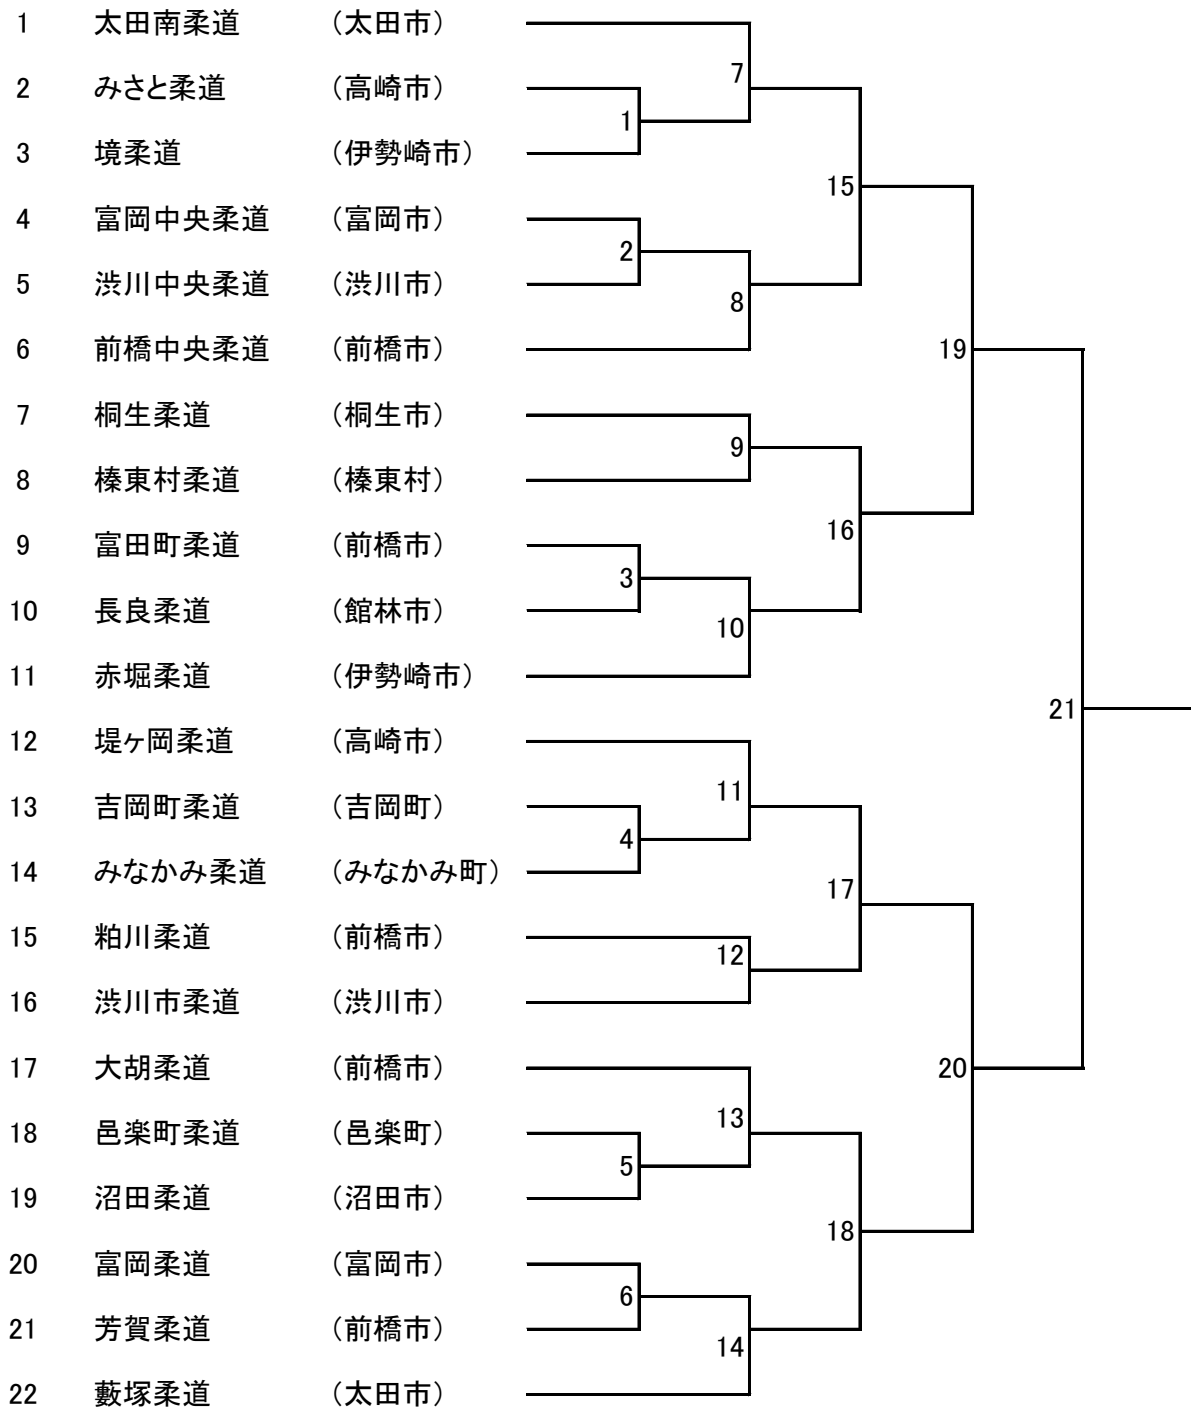 1 太田南柔道 （太田市）
7
2 みさと柔道 （高崎市）
1
3 境柔道 （伊勢崎市）
15
4 富岡中央柔道 （富岡市）
2
5 渋川中央柔道 （渋川市）
8
6 前橋中央柔道 （前橋市）
19
7 桐生柔道 （桐生市）
9
8 榛東村柔道 （榛東村）
16
9 富田町柔道 （前橋市）
3
10 長良柔道 （館林市）
10
11 赤堀柔道 （伊勢崎市）
21
12 堤ヶ岡柔道 （高崎市）
11
13 吉岡町柔道 （吉岡町）
4
14 みなかみ柔道 （みなかみ町）
17
15 粕川柔道 （前橋市）
12
16 渋川市柔道 （渋川市）
17 大胡柔道 （前橋市）
20
13
18 邑楽町柔道 （邑楽町）
5
19 沼田柔道 （沼田市）
18
20 富岡柔道 （富岡市）
6
21 芳賀柔道 （前橋市）
14
22 藪塚柔道 （太田市）